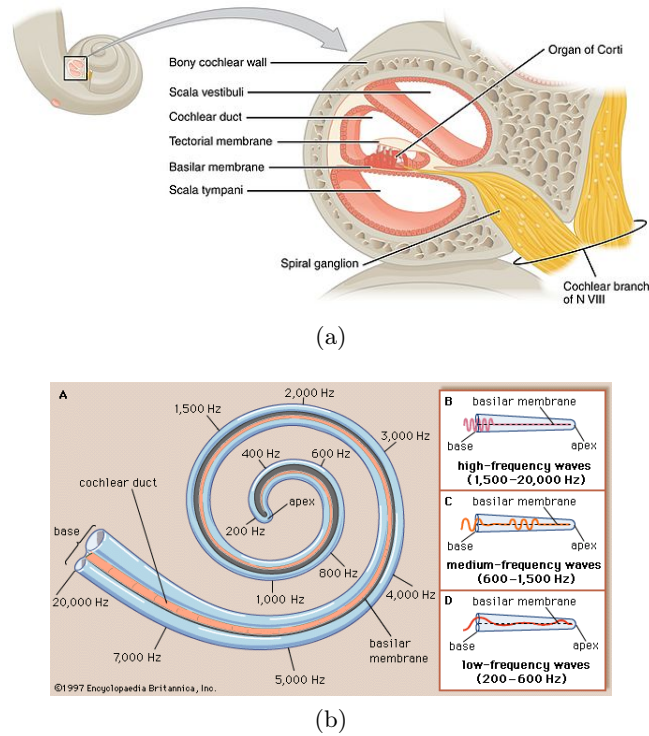 Organ of Corti
Bony cochlear wall
Scala vestibuli
Cochlear duct
Tectorial membrane
Basilar membrane
Scala tympani
Spiral ganglion
Cochlear branch
of N VIII
(a)
A
2,000 Hz
1,500 Hz
3,000 Hz
400 Hz
600 Hz
cochlear duct
apex
200 Hz
base
800 Hz
20,000 Hz
1,000 Hz
4,000 Hz
basilar
membrane
7,000 Hz
5,000 Hz
©1997 Encyclopaedia Britannica, Inc.
B
basilar membrane
base
apex
high-frequency waves
(1,500–20,000 Hz)
C
basilar membrane
base
apex
medium-frequency waves
(600–1,500 Hz)
D
basilar membrane
base
apex
low-frequency waves
(200–600 Hz)
(b)